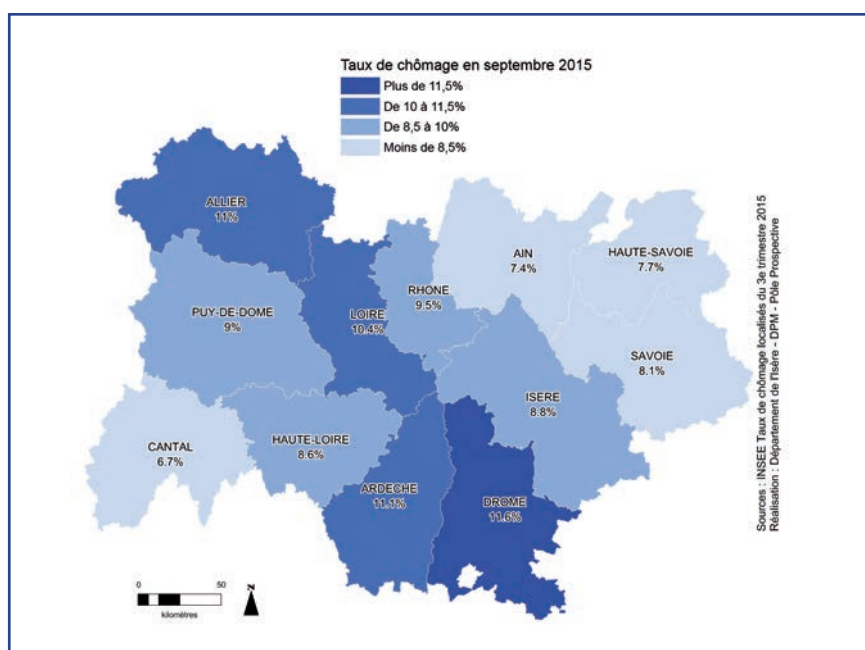 Taux de chômage en septembre 2015
Plus de 11,5%
De 10 à 11,5%
De 8,5 à 10%
Moins de 8,5%
ALLIER
11%
AIN
7.4%
HAUTE-SAVOIE
7.7%
RHONE
9.5%
PUY-DE-DOME
9%
LOIRE
10.4%
SAVOIE
8.1%
ISERE
8.8%
CANTAL
6.7%
HAUTE-LOIRE
8.6%
ARDECHE
11.1%
DROME
11.6%
0 50
kilomètres
N
Sources : INSEE Taux de chômage localisés du 3e trimestre 2015
Réalisation : Département de l'Isère - DPM - Pôle Prospective